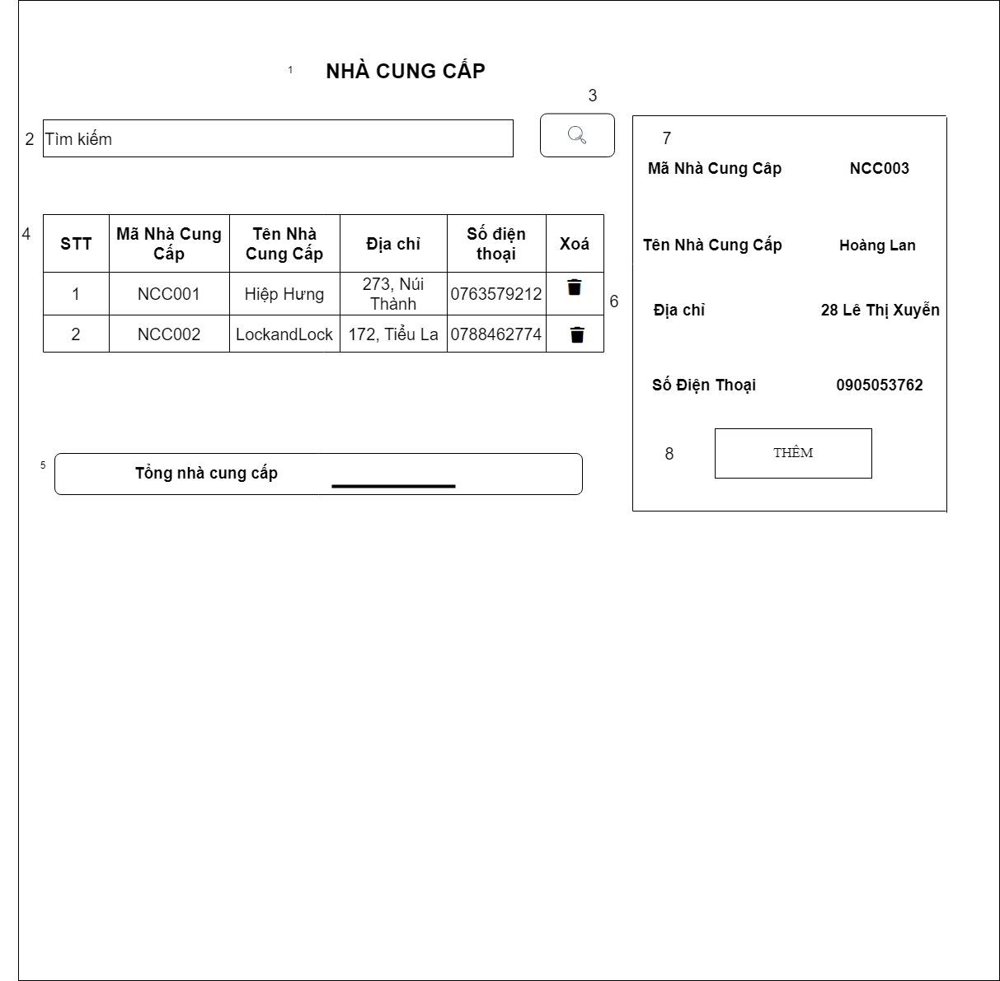 1 NHÀ CUNG CẤP
3
2 Tìm kiếm
4
STT Mã Nhà Cung Cấp Tên Nhà Cung Cấp Địa chỉ Số điện thoại Xoá
1 NCC001 Hiệp Hưng 273, Núi Thành 0763579212
2 NCC002 LockandLock 172, Tiểu La 0788462774
6
5 Tổng nhà cung cấp
7
Mã Nhà Cung Câp NCC003
Tên Nhà Cung Cấp Hoàng Lan
Địa chỉ 28 Lê Thị Xuyễn
Số Điện Thoại 0905053762
8 THÊM